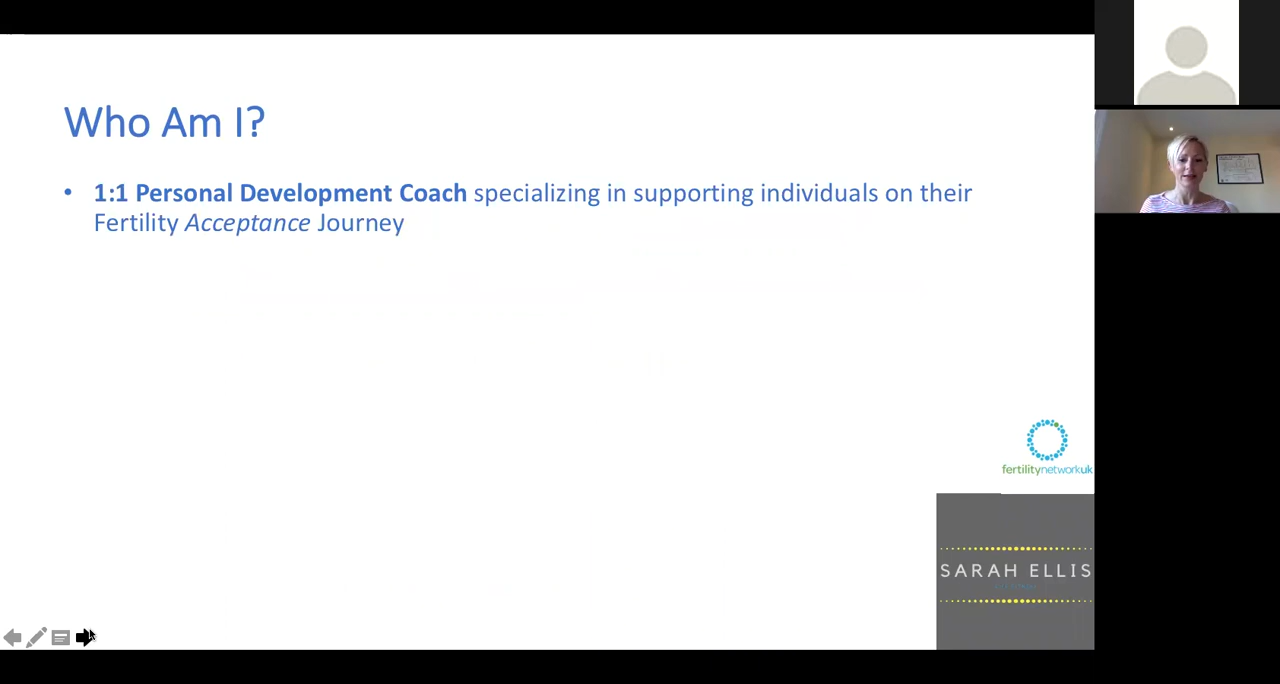 Who Am I?
• 1:1 Personal Development Coach specializing in supporting individuals on their
Fertility Acceptance Journey
fertilitynetworkuk
SARAH ELLIS